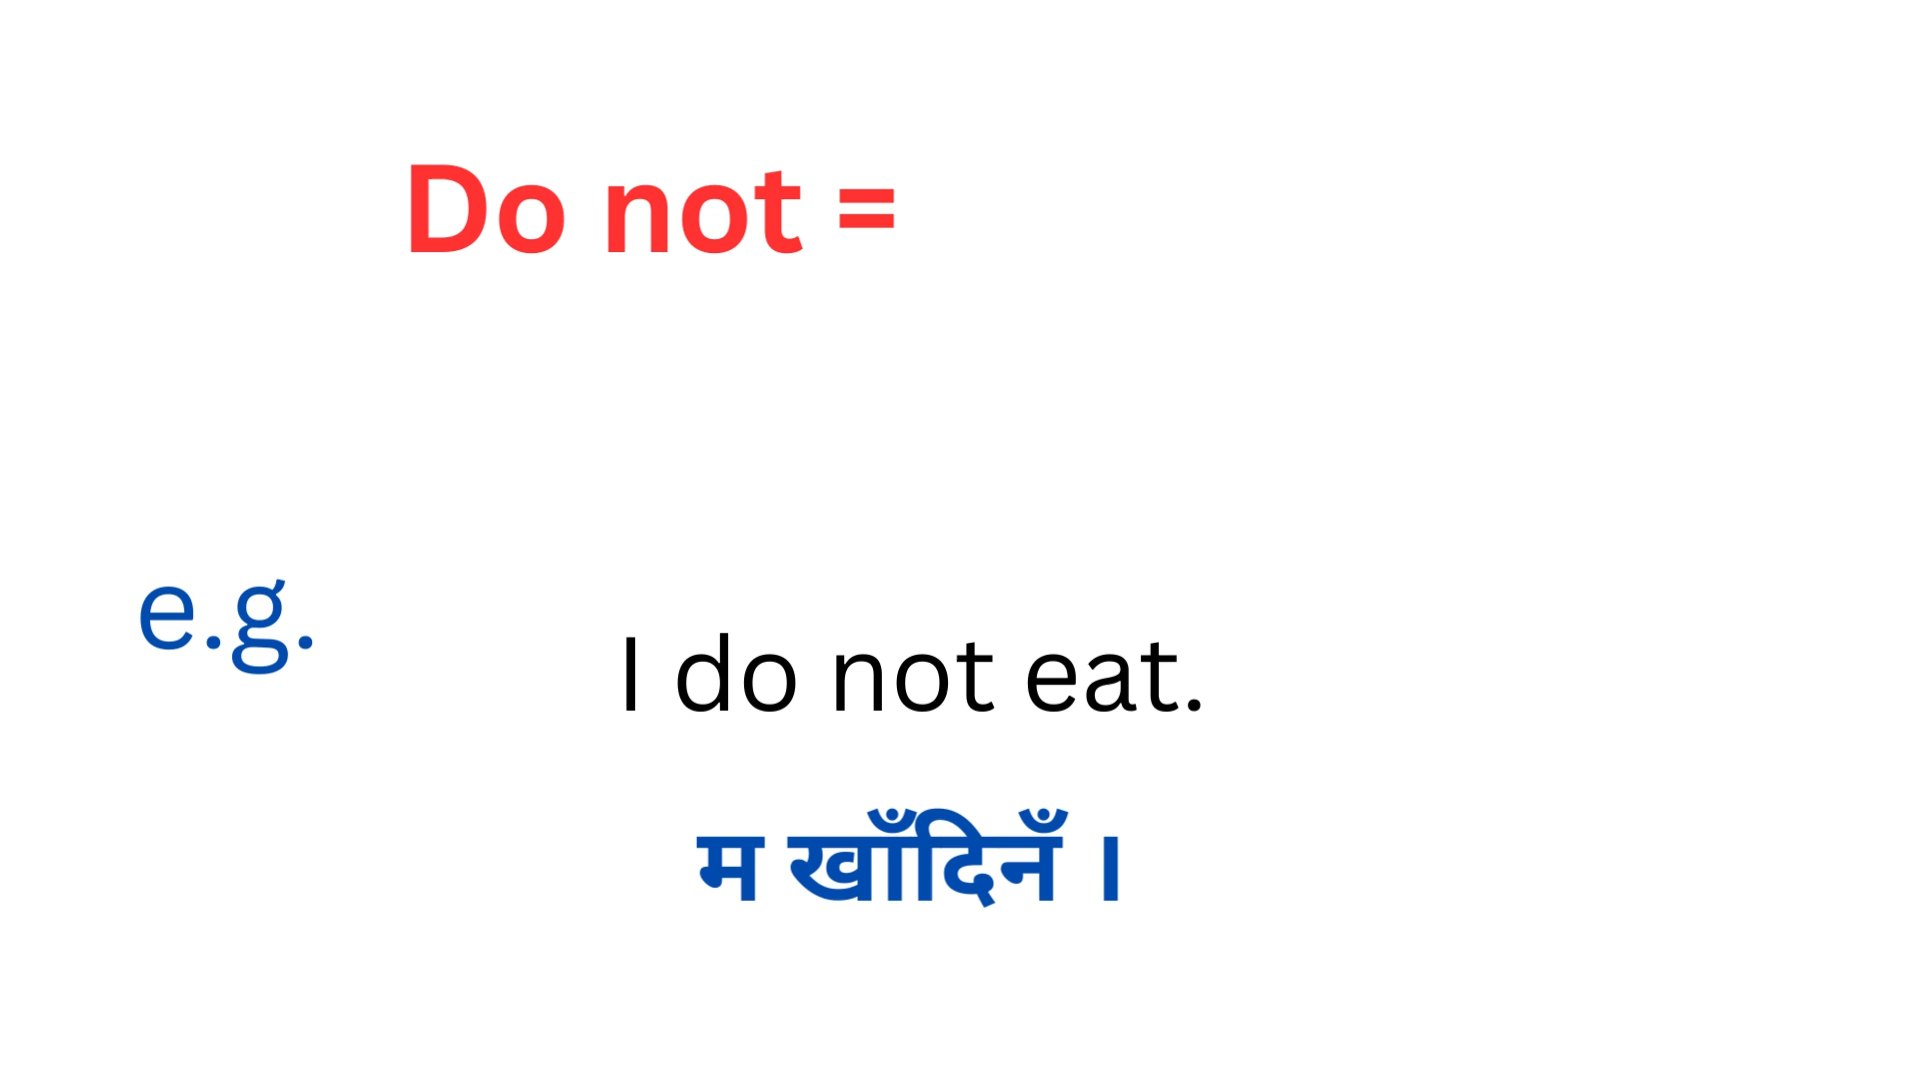 Do not =
e.g.
I do not eat.
म खाँदिनँ ।